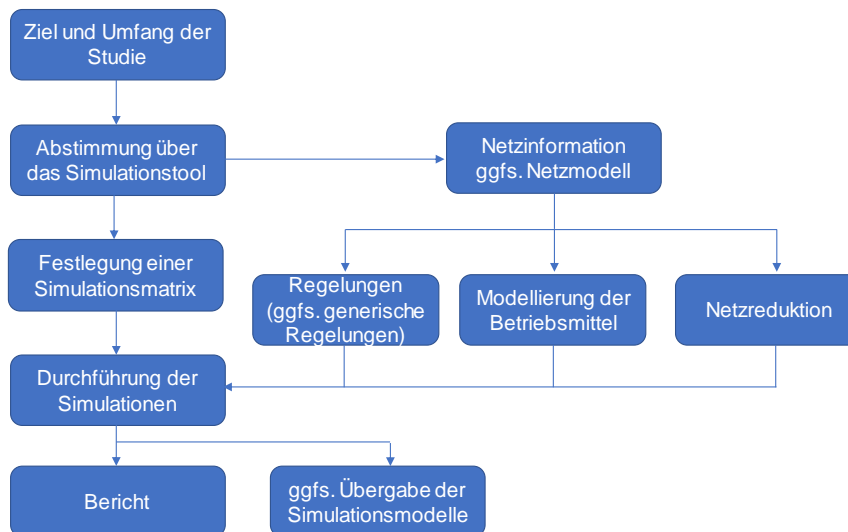 Ziel und Umfang der
Studie
Abstimmung über
das Simulationstool
Netzinformation
ggfs. Netzmodell
Festlegung einer
Simulationsmatrix
Regelungen
(ggfs. generische
Regelungen)
Modellierung der
Betriebsmittel
Netzreduktion
Durchführung der
Simulationen
Bericht
ggfs. Übergabe der
Simulationsmodelle